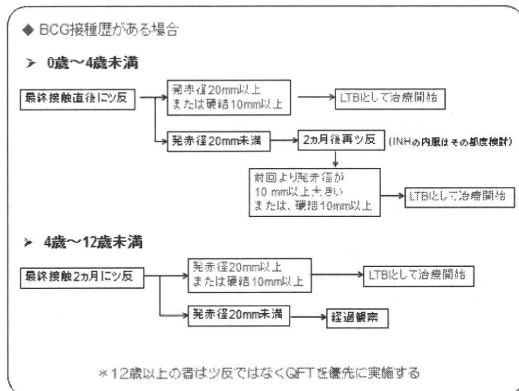 ◆ BCG接種歴がある場合
➢ 0歳～4歳未満
最終接触直後にツ反
発赤径20mm以上
または硬結10mm以上
LTBIとして治療開始
発赤径20mm未満
2ヵ月後再ツ反
(INHの内服はその都度検討)
前回より発赤径が
10 mm以上大きい
または、硬結10mm以上
LTBIとして治療開始
➢ 4歳～12歳未満
最終接触2ヵ月にツ反
発赤径20mm以上
または硬結10mm以上
LTBIとして治療開始
発赤径20mm未満
経過観察
＊12歳以上の者はツ反ではなくQFTを優先に実施する